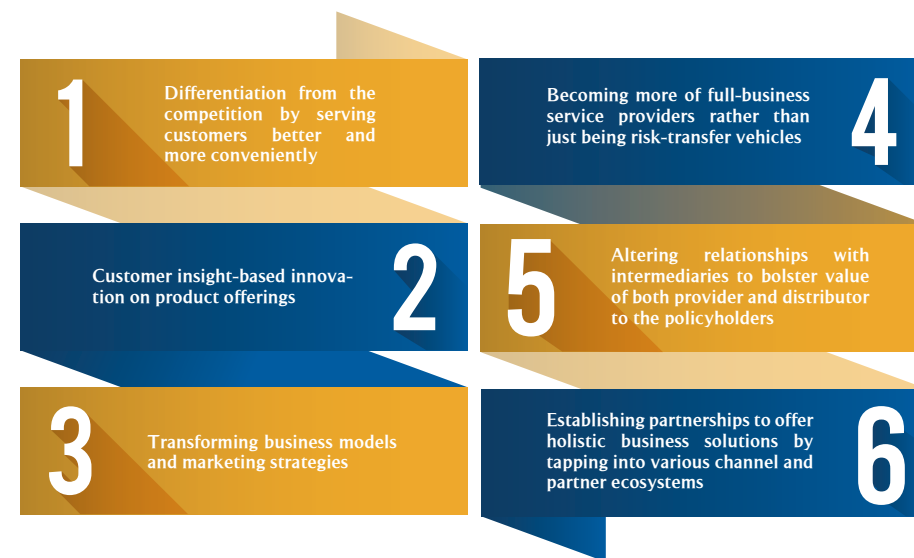 1
Differentiation from the
competition by serving
customers better and
more conveniently
2
Customer insight-based innova-
tion on product offerings
3
Transforming business models
and marketing strategies
4
Becoming more of full-business
service providers rather than
just being risk-transfer vehicles
5
Altering relationships with
intermediaries to bolster value
of both provider and distributor
to the policyholders
6
Establishing partnerships to offer
holistic business solutions by
tapping into various channel and
partner ecosystems